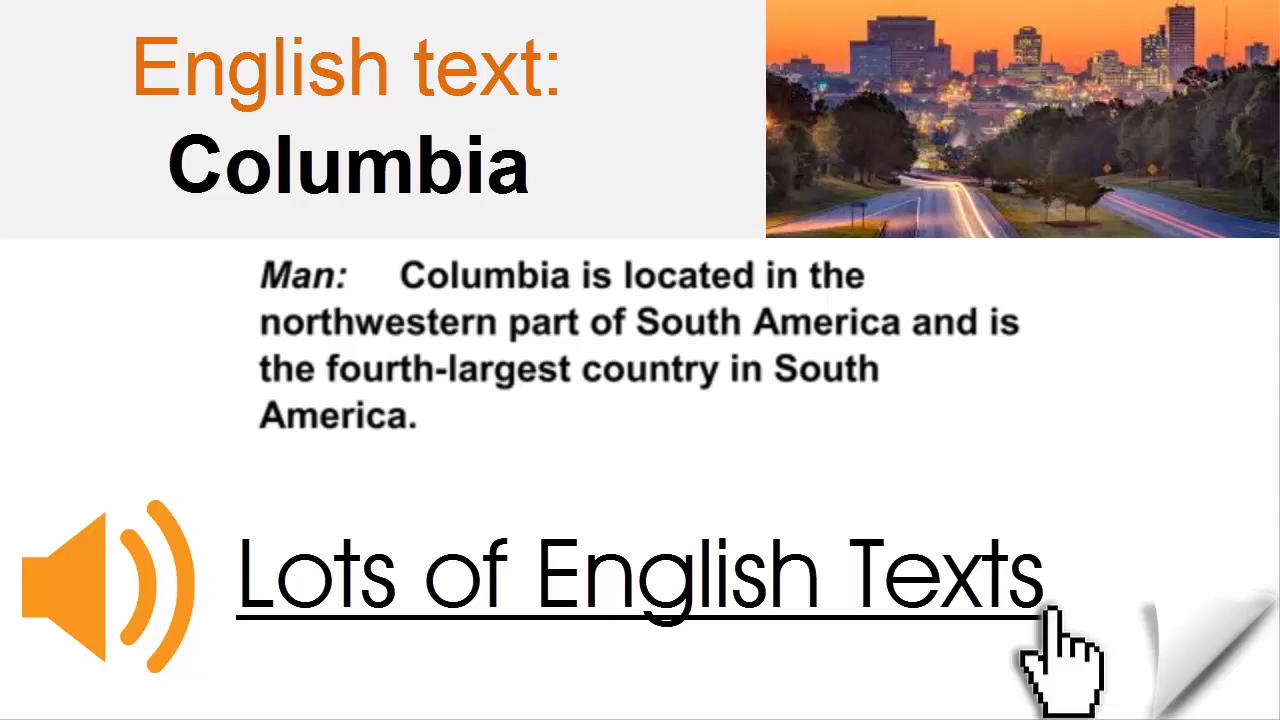 English text:
Columbia
Man: Columbia is located in the
northwestern part of South America and is
the fourth-largest country in South
America.
Lots of English Texts